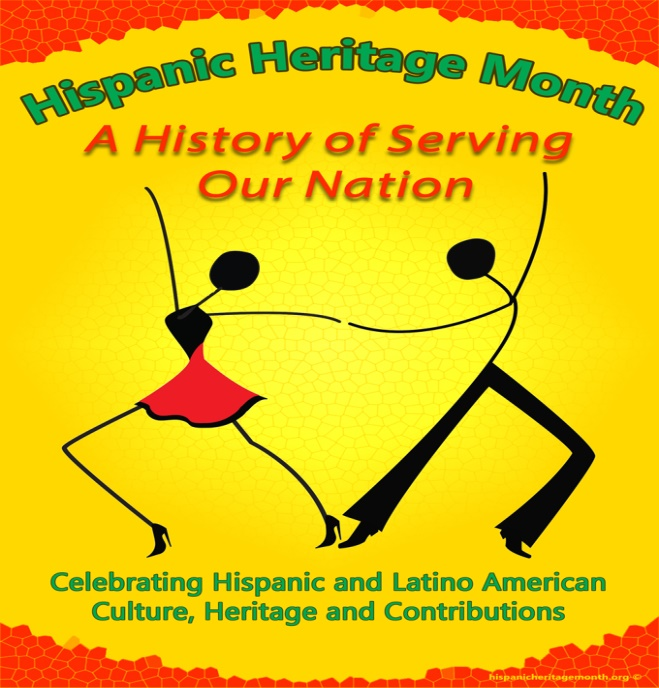 Hispanic Heritage Month
A History of Serving
Our Nation
Celebrating Hispanic and Latino American
Culture, Heritage and Contributions
hispanicheritagemonth.org ©